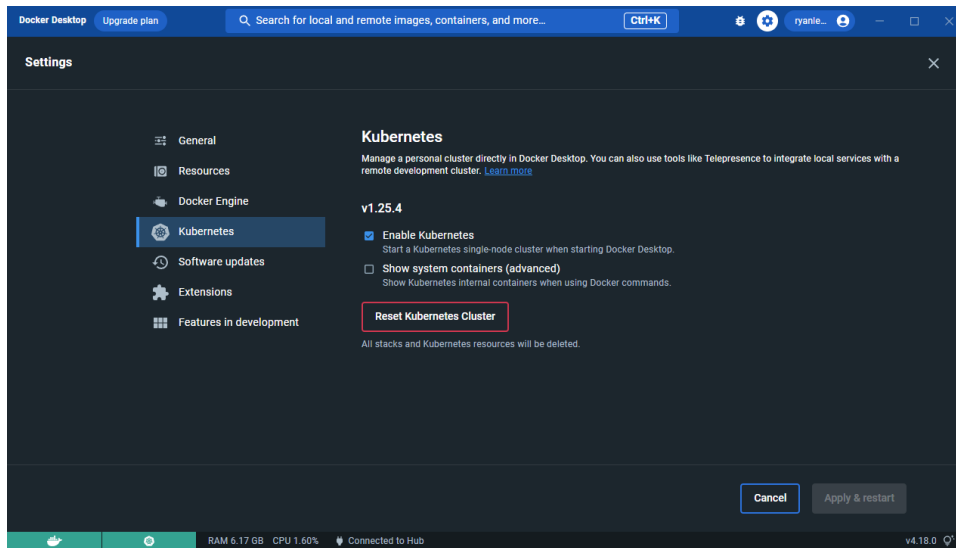 Docker Desktop Upgrade plan Search for local and remote images, containers, and more... Ctrl+K ryanle...
Settings
General
Resources
Docker Engine
Kubernetes
Software updates
Extensions
Features in development
Kubernetes
Manage a personal cluster directly in Docker Desktop. You can also use tools like Telepresence to integrate local services with a
remote development cluster. Learn more
v1.25.4
Enable Kubernetes
Start a Kubernetes single-node cluster when starting Docker Desktop.
Show system containers (advanced)
Show Kubernetes internal containers when using Docker commands.
Reset Kubernetes Cluster
All stacks and Kubernetes resources will be deleted.
Cancel Apply & restart
RAM 6.17 GB CPU 1.60% Connected to Hub v4.18.0